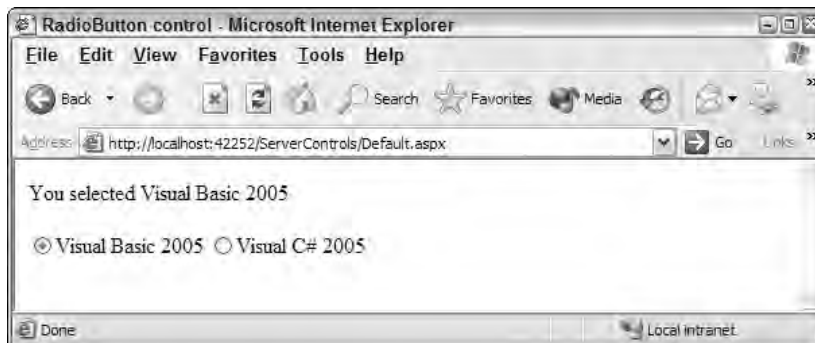 RadioButton control - Microsoft Internet Explorer
File Edit View Favorites Tools Help
Back Search Favorites Media »
Address http://localhost:42252/ServerControls/Default.aspx Go Links »
You selected Visual Basic 2005
Visual Basic 2005 Visual C# 2005
Done Local intranet